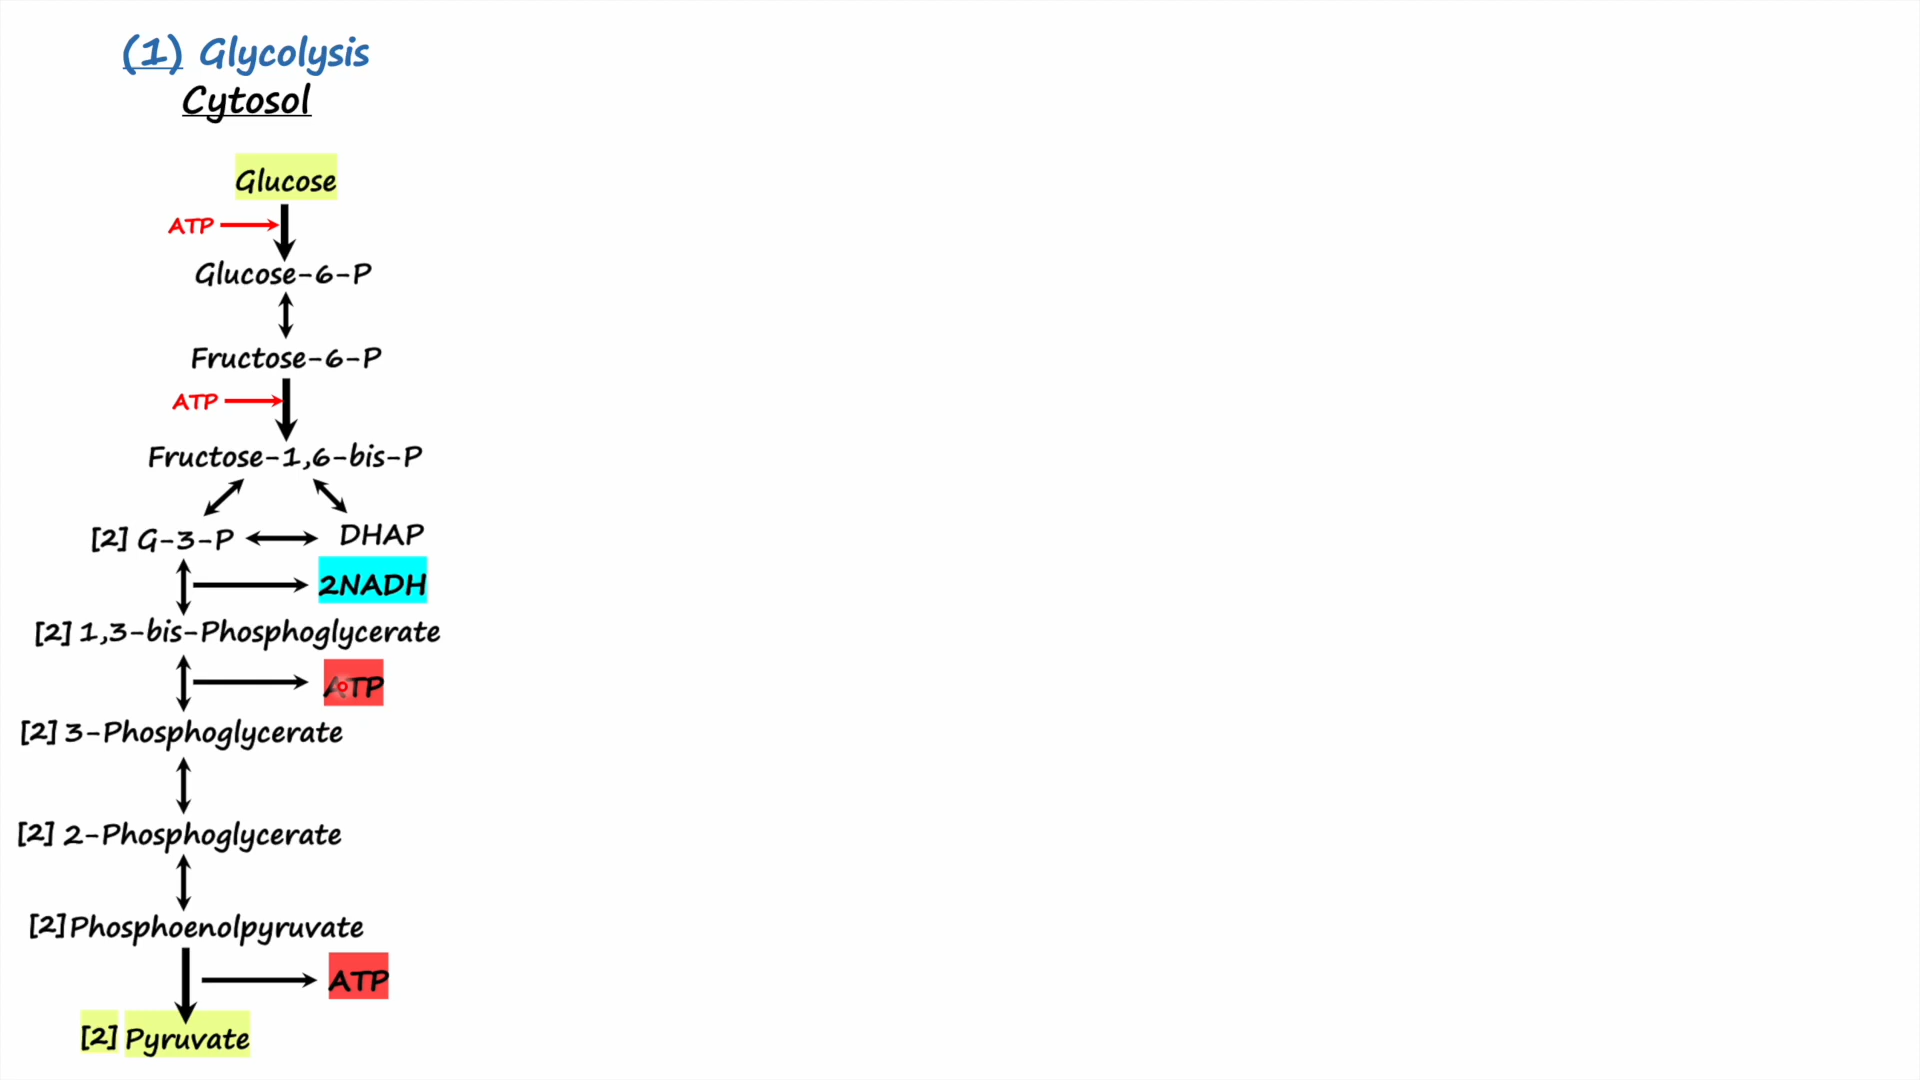 (1) Glycolysis
Cytosol
Glucose
ATP
Glucose-6-P
Fructose-6-P
ATP
Fructose-1,6-bis-P
[2] G-3-P
DHAP
2NADH
[2] 1,3-bis-Phosphoglycerate
ATP
[2] 3-Phosphoglycerate
[2] 2-Phosphoglycerate
[2] Phosphoenolpyruvate
ATP
[2] Pyruvate